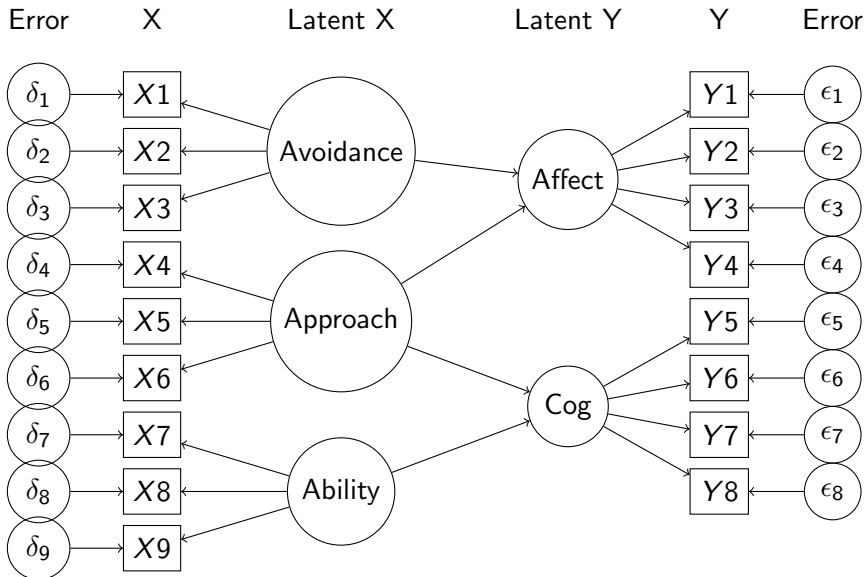 Error X Latent X Latent Y Y Error
δ1 X1 Y1 ϵ1
δ2 X2 Avoidance Y2 ϵ2
Affect
δ3 X3 Y3 ϵ3
δ4 X4 Y4 ϵ4
δ5 X5 Approach Y5 ϵ5
δ6 X6 Y6 ϵ6
Cog
δ7 X7 Y7 ϵ7
δ8 X8 Ability Y8 ϵ8
δ9 X9